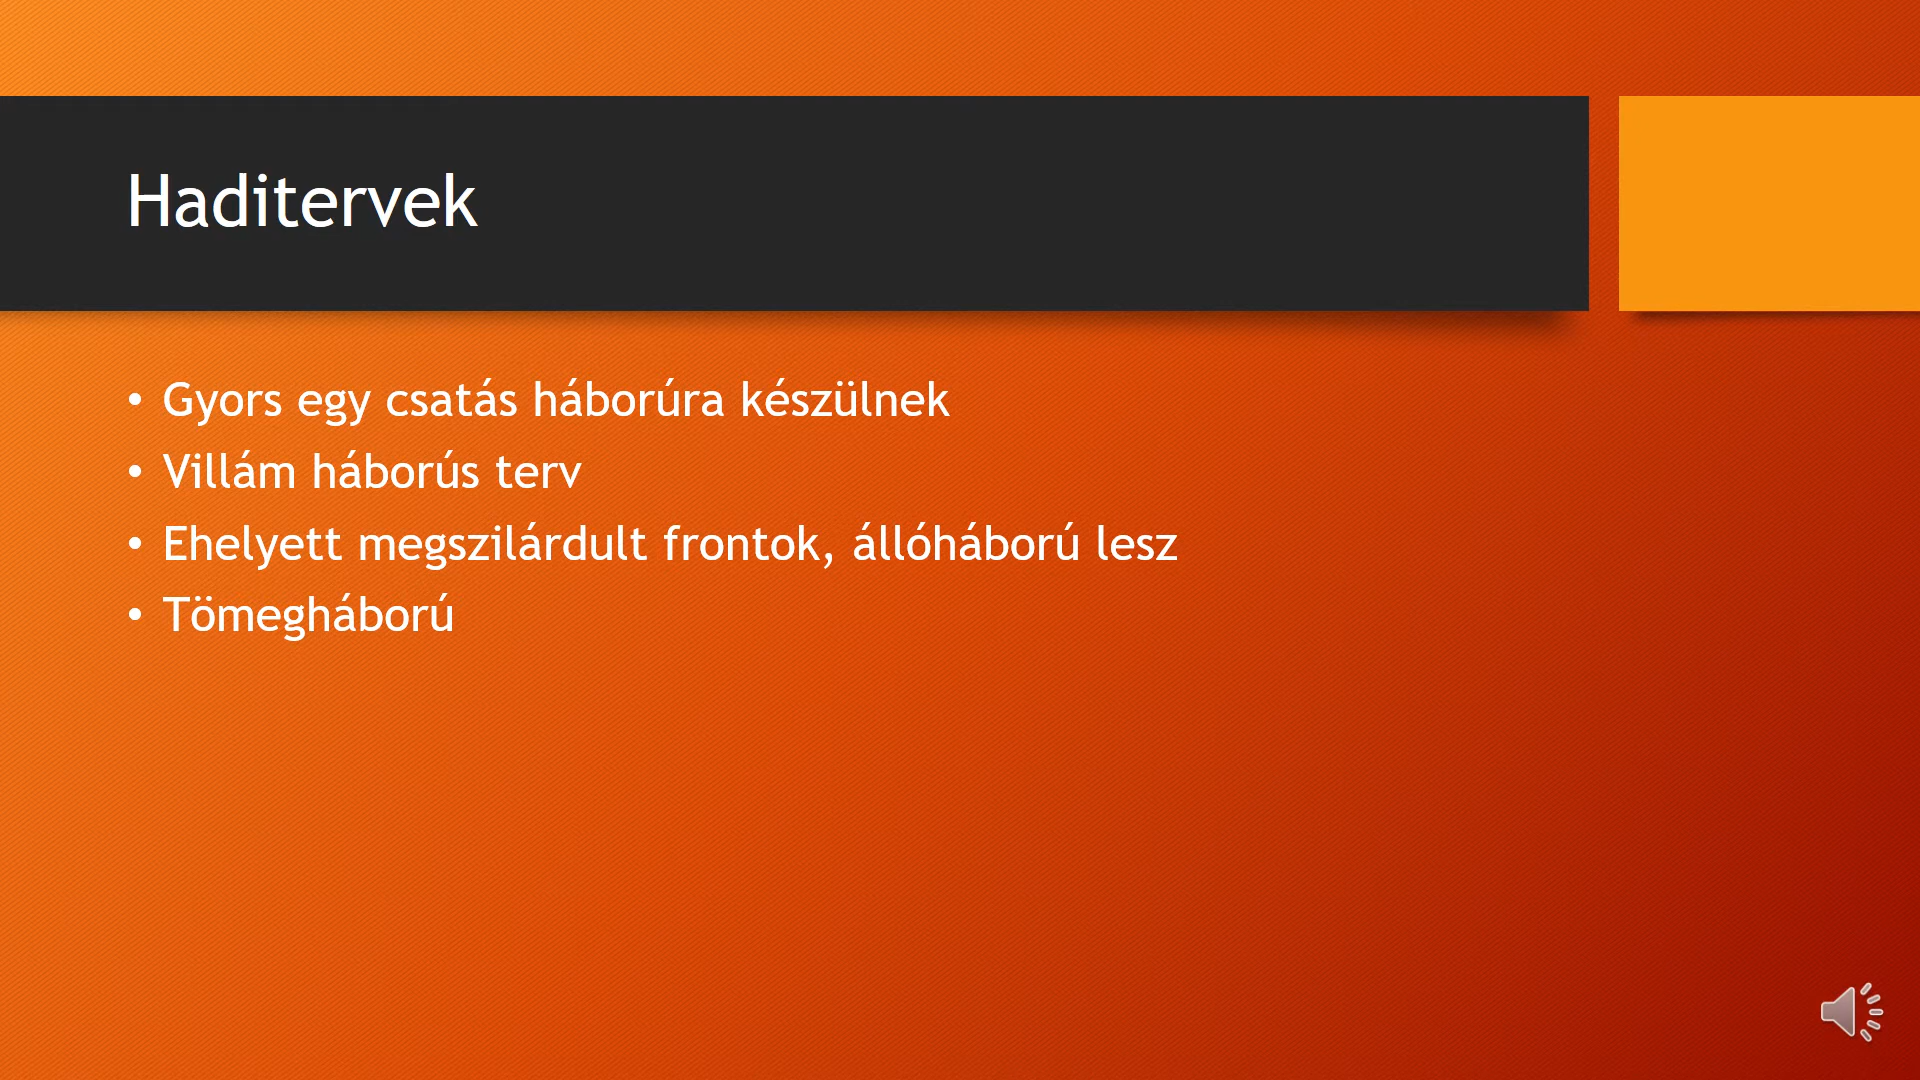 Haditervek
• Gyors egy csatás háborúra készülnek
• Villám háborús terv
• Ehelyett megszilárdult frontok, állóháború lesz
• Tömegháború